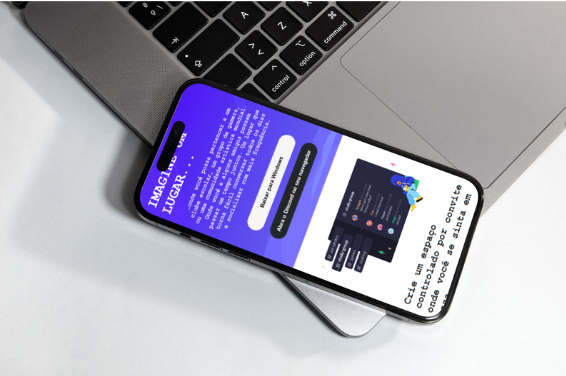 IMAGINE UM
LUGAR...
...onde você possa pertencer a um
clube escolar, um grupo de gamers,
ou uma comunidade artística mundial.
Onde você e alguns amigos possam
passar um tempo juntos. Um lugar que
torna fácil conversar todos os dias
e socializar com mais frequência.
Baixar para Windows
Abra o Discord no seu navegador
Crie um espaço
controlado por convite
onde você se sinta em
control
option
command
Z
X
A
S